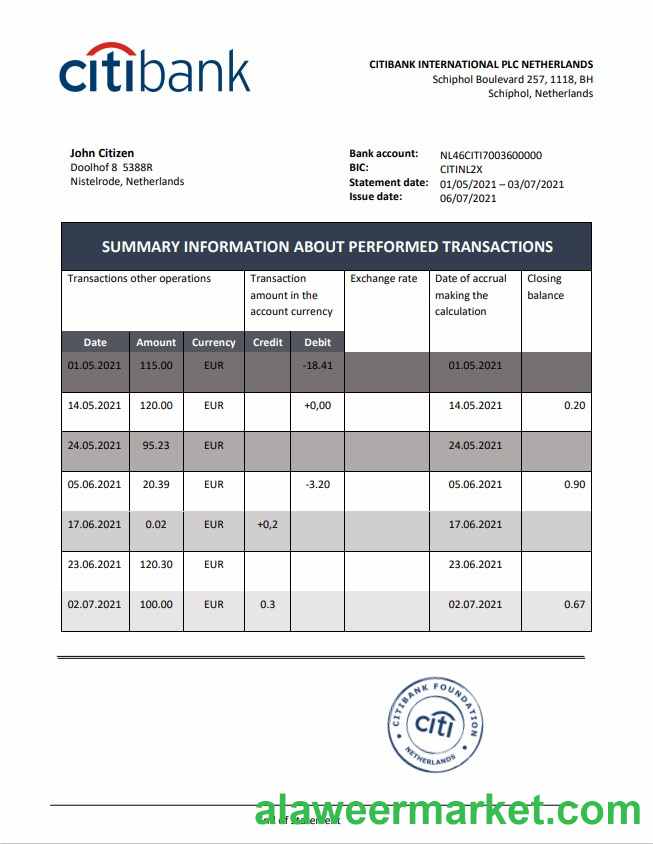 citibank
CITIBANK INTERNATIONAL PLC NETHERLANDS
Schiphol Boulevard 257, 1118, BH
Schiphol, Netherlands
John Citizen
Doolhof 8 5388R
Nistelrode, Netherlands
Bank account: NL46CITI7003600000
BIC: CITINL2X
Statement date: 01/05/2021 – 03/07/2021
Issue date: 06/07/2021
SUMMARY INFORMATION ABOUT PERFORMED TRANSACTIONS
Transactions other operations
Transaction
amount in the
account currency
Exchange rate
Date of accrual
making the
calculation
Closing
balance
Date Amount Currency Credit Debit
01.05.2021 115.00 EUR -18.41 01.05.2021
14.05.2021 120.00 EUR +0,00 14.05.2021 0.20
24.05.2021 95.23 EUR 24.05.2021
05.06.2021 20.39 EUR -3.20 05.06.2021 0.90
17.06.2021 0.02 EUR +0,2 17.06.2021
23.06.2021 120.30 EUR 23.06.2021
02.07.2021 100.00 EUR 0.3 02.07.2021 0.67
CITIBANK FOUNDATION
citi
NETHERLANDS
alaweermarket.com
of Statement